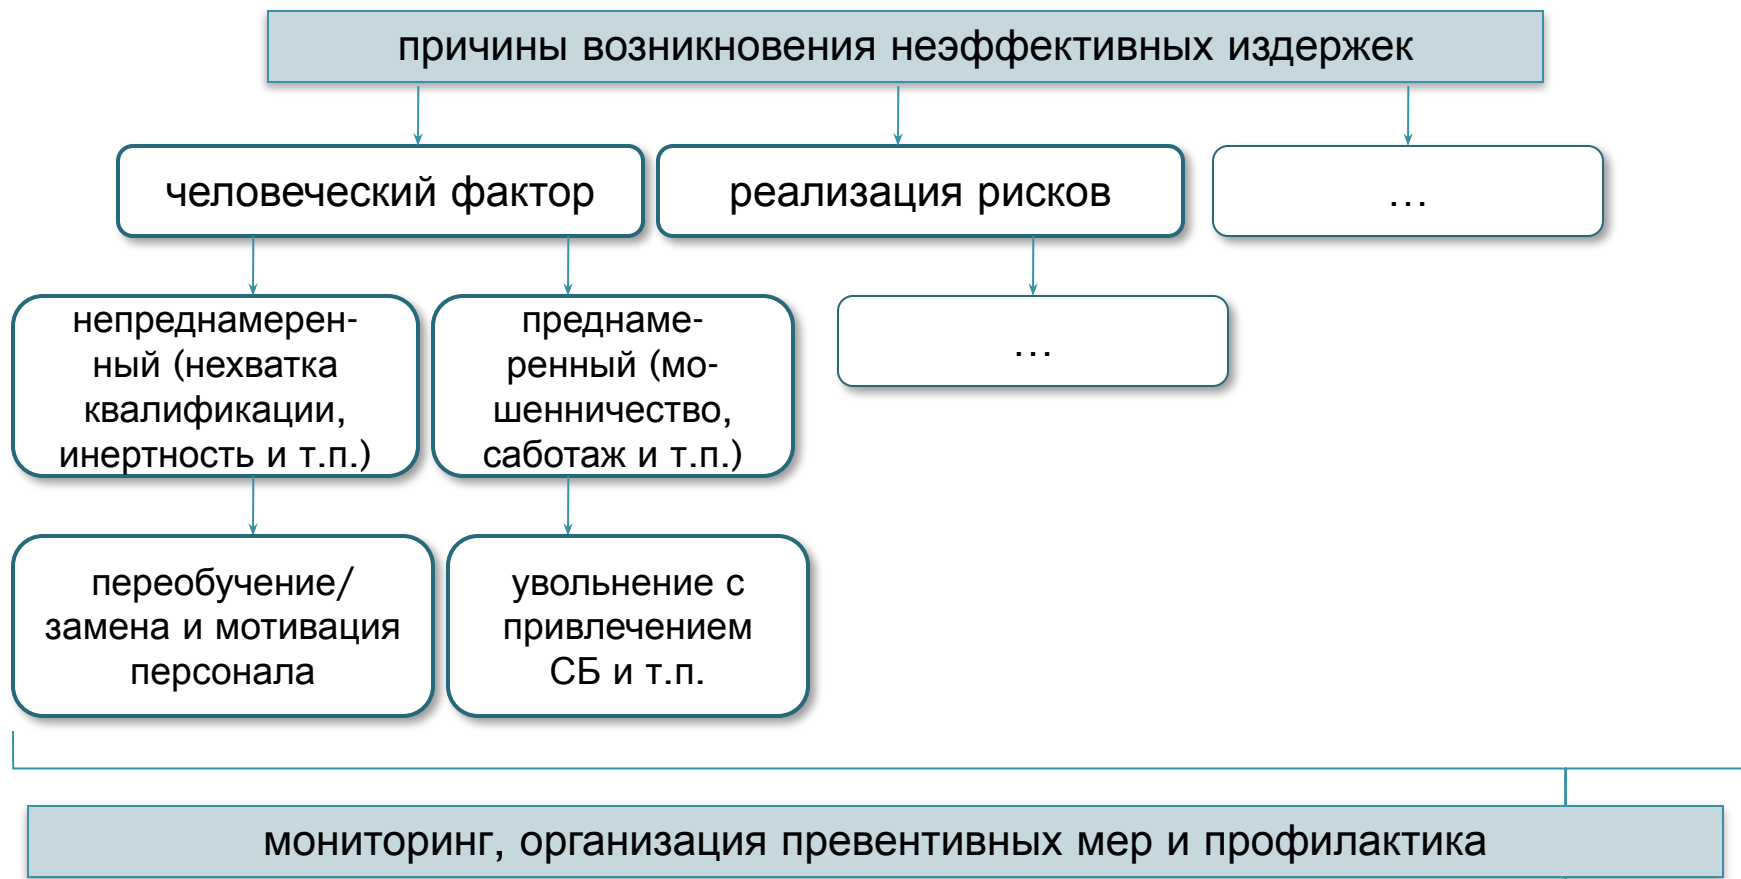 причины возникновения неэффективных издержек
человеческий фактор
реализация рисков
...
непреднамерен-
ный (нехватка
квалификации,
инертность и т.п.)
преднаме-
ренный (мо-
шенничество,
саботаж и т.п.)
...
переобучение/
замена и мотивация
персонала
увольнение с
привлечением
СБ и т.п.
мониторинг, организация превентивных мер и профилактика